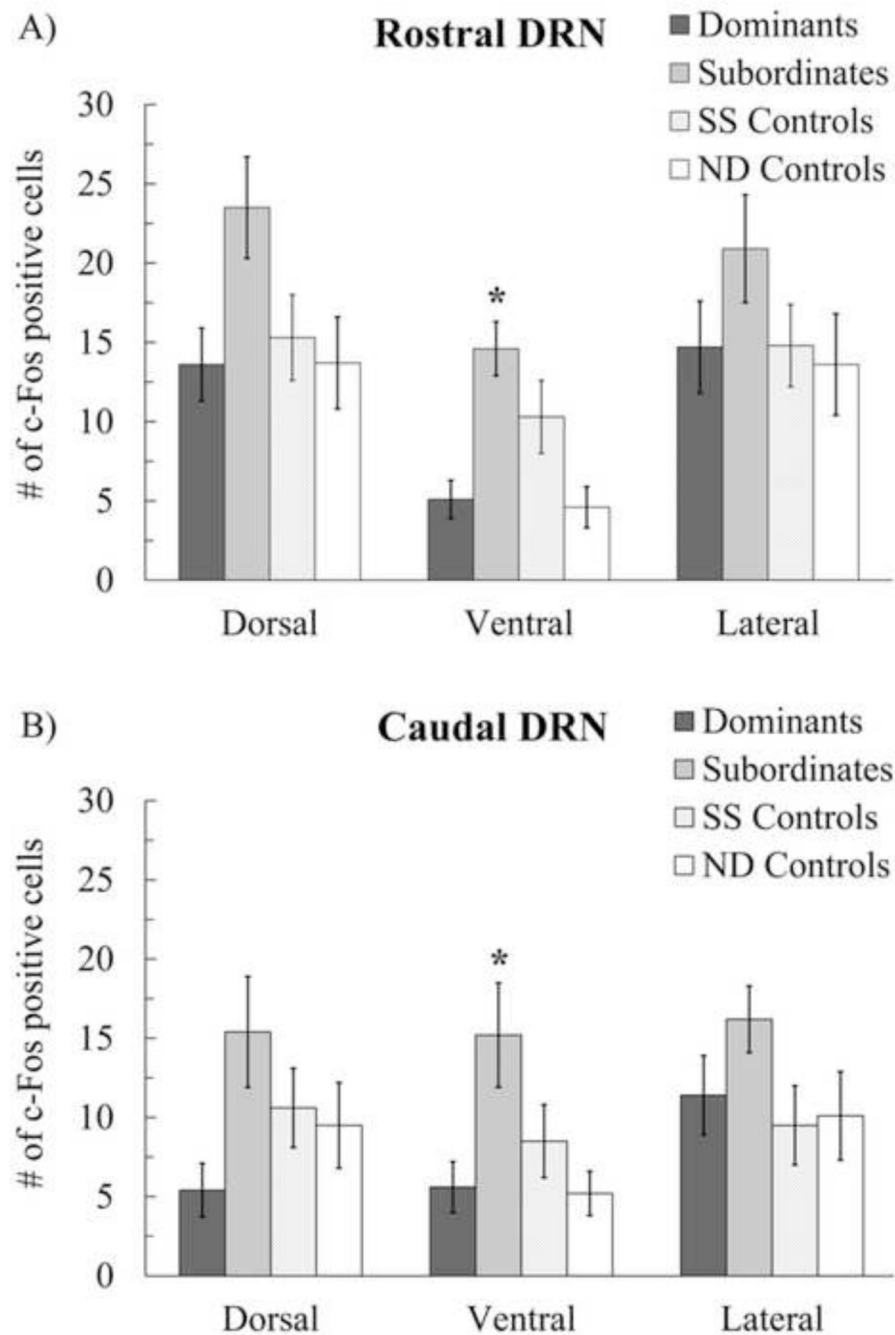 A)
Rostral DRN
Dominants
Subordinates
SS Controls
ND Controls
# of c-Fos positive cells
30
25
20
15
10
5
0
*
Dorsal Ventral Lateral
B)
Caudal DRN
Dominants
Subordinates
SS Controls
ND Controls
# of c-Fos positive cells
30
25
20
15
10
5
0
*
Dorsal Ventral Lateral